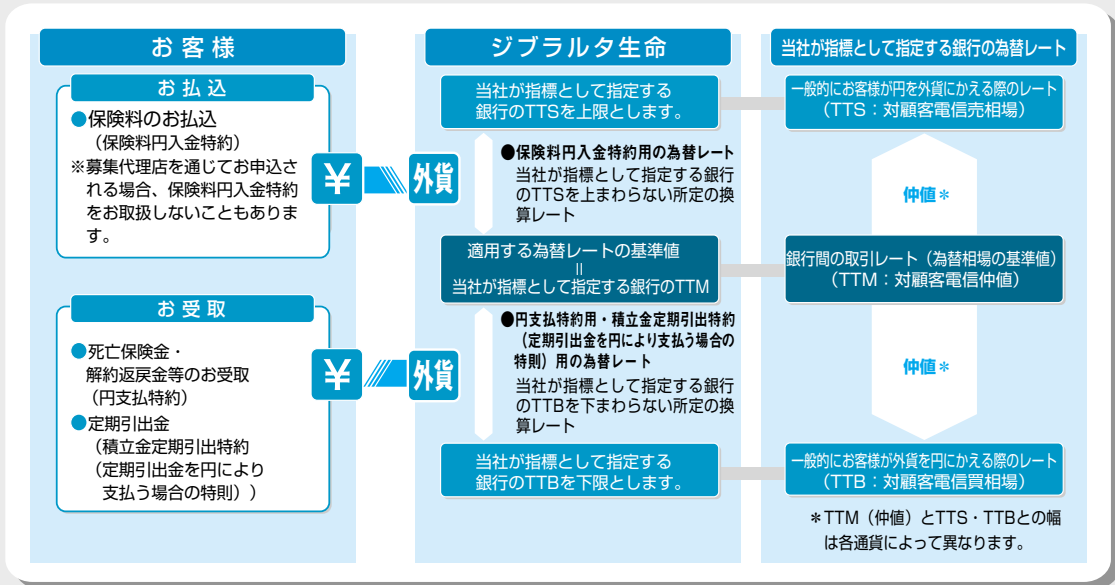 お客様
お払込
●保険料のお払込
（保険料円入金特約）
※募集代理店を通じてお申込さ
れる場合、保険料円入金特約
をお取扱しないこともありま
す。
¥
外貨
お受取
●死亡保険金・
解約返戻金等のお受取
（円支払特約）
●定期引出金
（積立金定期引出特約
（定期引出金を円により
支払う場合の特則））
¥
外貨
ジブラルタ生命
当社が指標として指定する
銀行のTTSを上限とします。
●保険料円入金特約用の為替レート
当社が指標として指定する銀行
のTTSを上まわらない所定の換
算レート
適用する為替レートの基準値
=
当社が指標として指定する銀行のTTM
●円支払特約用・積立金定期引出特約
（定期引出金を円により支払う場合の
特則）用の為替レート
当社が指標として指定する銀行
のTTBを下まわらない所定の換
算レート
当社が指標として指定する
銀行のTTBを下限とします。
当社が指標として指定する銀行の為替レート
一般的にお客様が円を外貨にかえる際のレート
（TTS：対顧客電信売相場）
仲値＊
銀行間の取引レート（為替相場の基準値）
（TTM：対顧客電信仲値）
仲値＊
一般的にお客様が外貨を円にかえる際のレート
（TTB：対顧客電信買相場）
＊TTM（仲値）とTTS・TTBとの幅
は各通貨によって異なります。